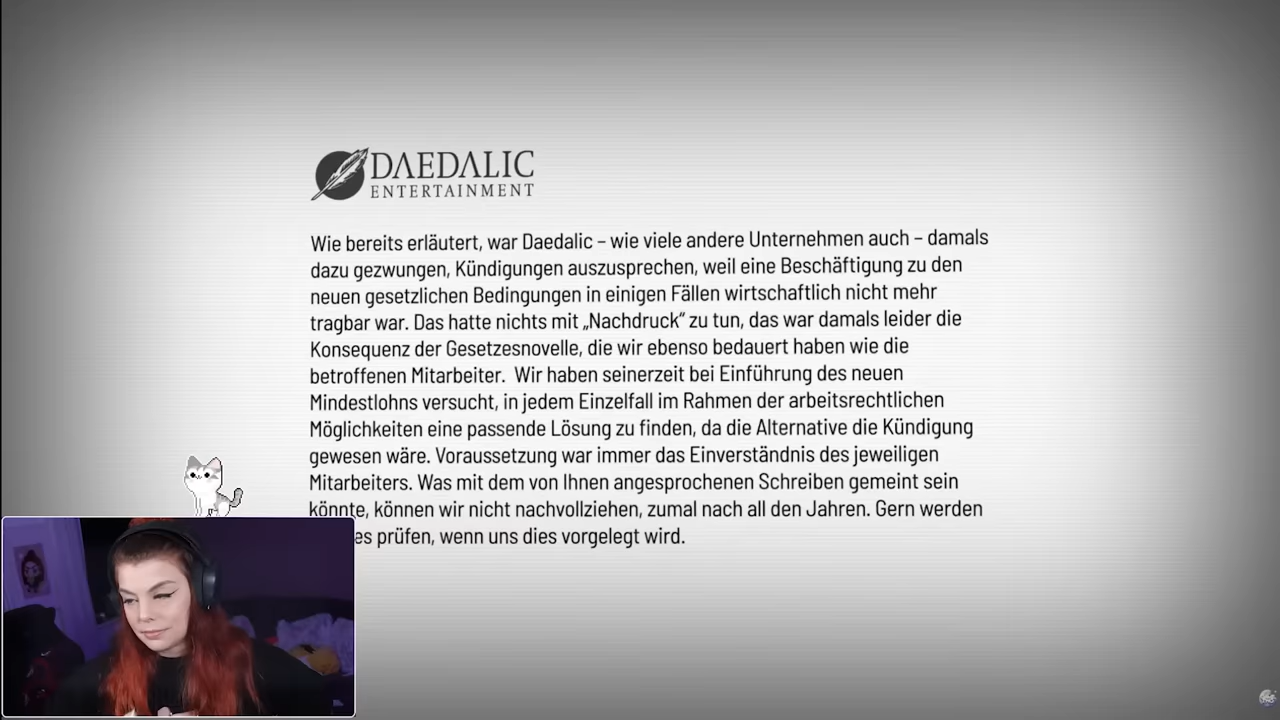 DAEDALIC
ENTERTAINMENT
Wie bereits erläutert, war Daedalic – wie viele andere Unternehmen auch – damals
dazu gezwungen, Kündigungen auszusprechen, weil eine Beschäftigung zu den
neuen gesetzlichen Bedingungen in einigen Fällen wirtschaftlich nicht mehr
tragbar war. Das hatte nichts mit „Nachdruck“ zu tun, das war damals leider die
Konsequenz der Gesetzesnovelle, die wir ebenso bedauert haben wie die
betroffenen Mitarbeiter. Wir haben seinerzeit bei Einführung des neuen
Mindestlohns versucht, in jedem Einzelfall im Rahmen der arbeitsrechtlichen
Möglichkeiten eine passende Lösung zu finden, da die Alternative die Kündigung
gewesen wäre. Voraussetzung war immer das Einverständnis des jeweiligen
Mitarbeiters. Was mit dem von Ihnen angesprochenen Schreiben gemeint sein
könnte, können wir nicht nachvollziehen, zumal nach all den Jahren. Gern werden
es prüfen, wenn uns dies vorgelegt wird.